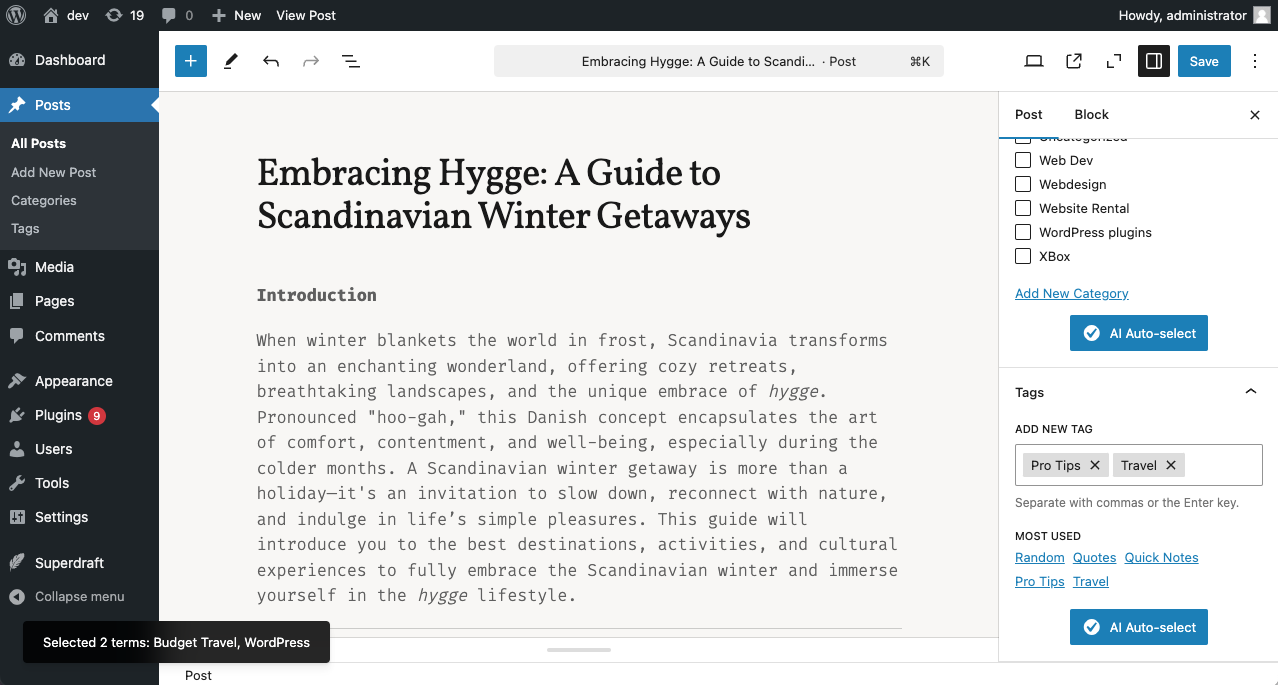 dev 19 0 New View Post Howdy, administrator
Dashboard
Posts
All Posts
Add New Post
Categories
Tags
Media
Pages
Comments
Appearance
Plugins 9
Users
Tools
Settings
Superdraft
Collapse menu
Embracing Hygge: A Guide to Scandi... · Post ⌘K
Save
Embracing Hygge: A Guide to
Scandinavian Winter Getaways
Introduction
When winter blankets the world in frost, Scandinavia transforms
into an enchanting wonderland, offering cozy retreats,
breathtaking landscapes, and the unique embrace of hygge.
Pronounced "hoo-gah," this Danish concept encapsulates the art
of comfort, contentment, and well-being, especially during the
colder months. A Scandinavian winter getaway is more than a
holiday—it's an invitation to slow down, reconnect with nature,
and indulge in life’s simple pleasures. This guide will
introduce you to the best destinations, activities, and cultural
experiences to fully embrace the Scandinavian winter and immerse
yourself in the hygge lifestyle.
Post Block
Uncategorized
Web Dev
Webdesign
Website Rental
WordPress plugins
XBox
Add New Category
AI Auto-select
Tags
ADD NEW TAG
Pro Tips Travel
Separate with commas or the Enter key.
MOST USED
Random Quotes Quick Notes
Pro Tips Travel
AI Auto-select
Selected 2 terms: Budget Travel, WordPress
Post